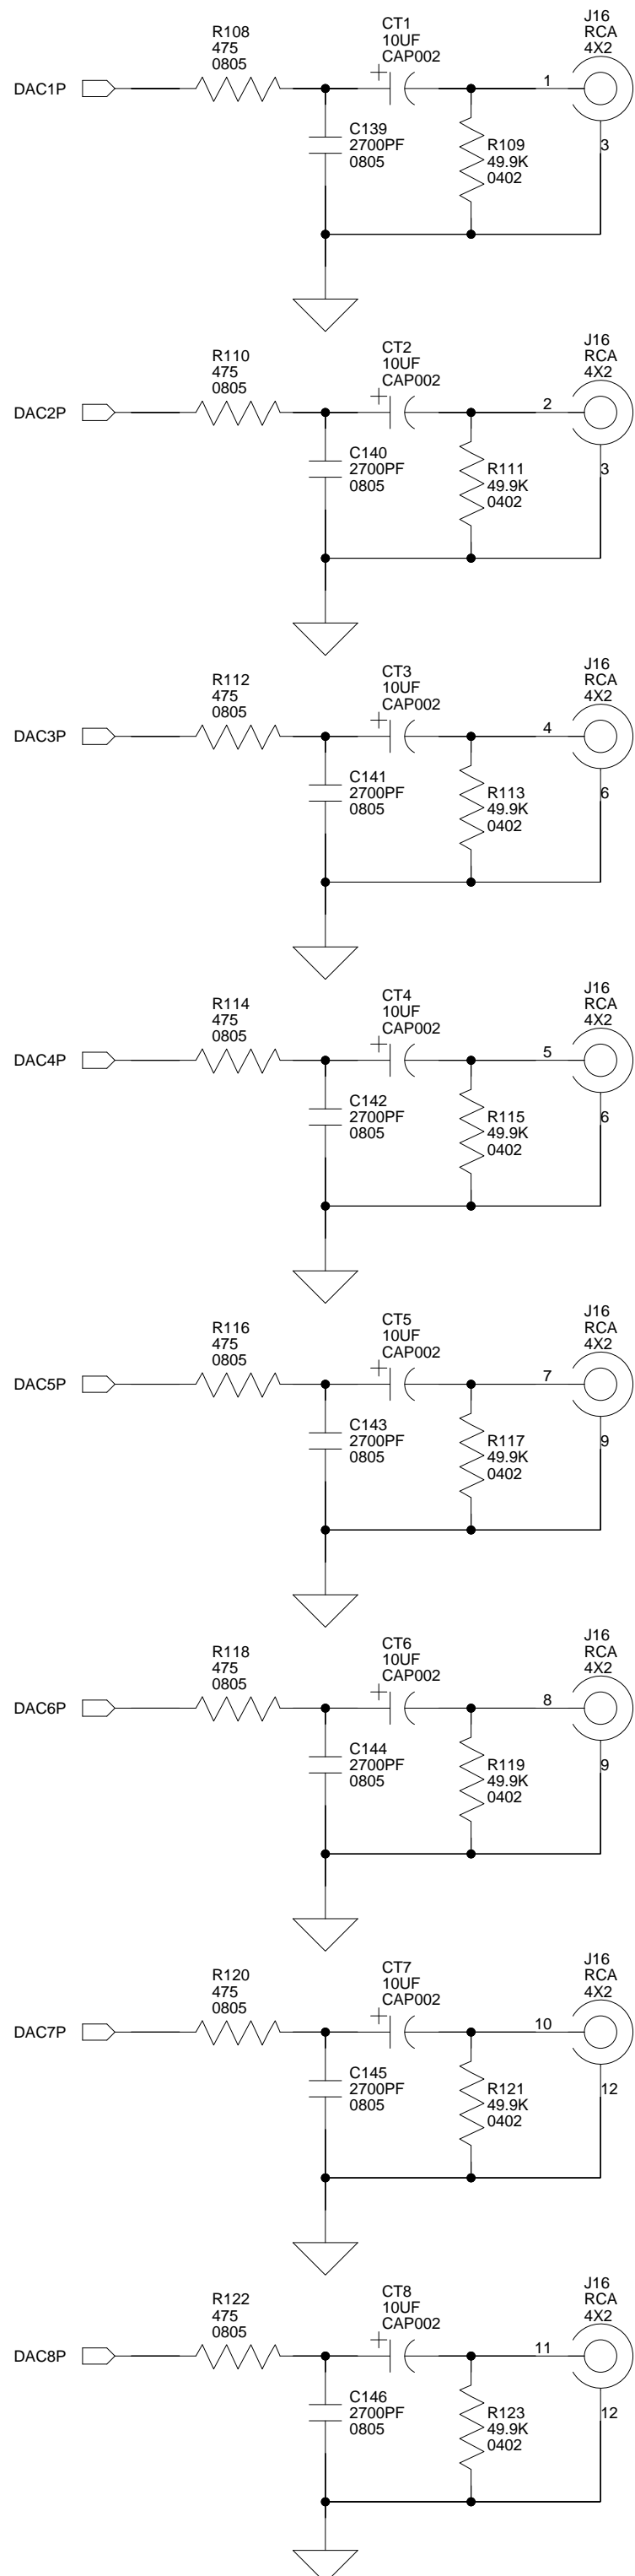 J16
RCA
4X2
CT1
10UF
CAP002
R108
475
0805
DAC1P
1
C139
2700PF
0805
R109
49.9K
0402
3
J16
RCA
4X2
CT2
10UF
CAP002
R110
475
0805
DAC2P
2
C140
2700PF
0805
R111
49.9K
0402
3
J16
RCA
4X2
CT3
10UF
CAP002
R112
475
0805
DAC3P
4
C141
2700PF
0805
R113
49.9K
0402
6
J16
RCA
4X2
CT4
10UF
CAP002
R114
475
0805
DAC4P
5
C142
2700PF
0805
R115
49.9K
0402
6
J16
RCA
4X2
CT5
10UF
CAP002
R116
475
0805
DAC5P
7
C143
2700PF
0805
R117
49.9K
0402
9
J16
RCA
4X2
CT6
10UF
CAP002
R118
475
0805
DAC6P
8
C144
2700PF
0805
R119
49.9K
0402
9
J16
RCA
4X2
CT7
10UF
CAP002
R120
475
0805
DAC7P
10
C145
2700PF
0805
R121
49.9K
0402
12
J16
RCA
4X2
CT8
10UF
CAP002
R122
475
0805
DAC8P
11
C146
2700PF
0805
R123
49.9K
0402
12